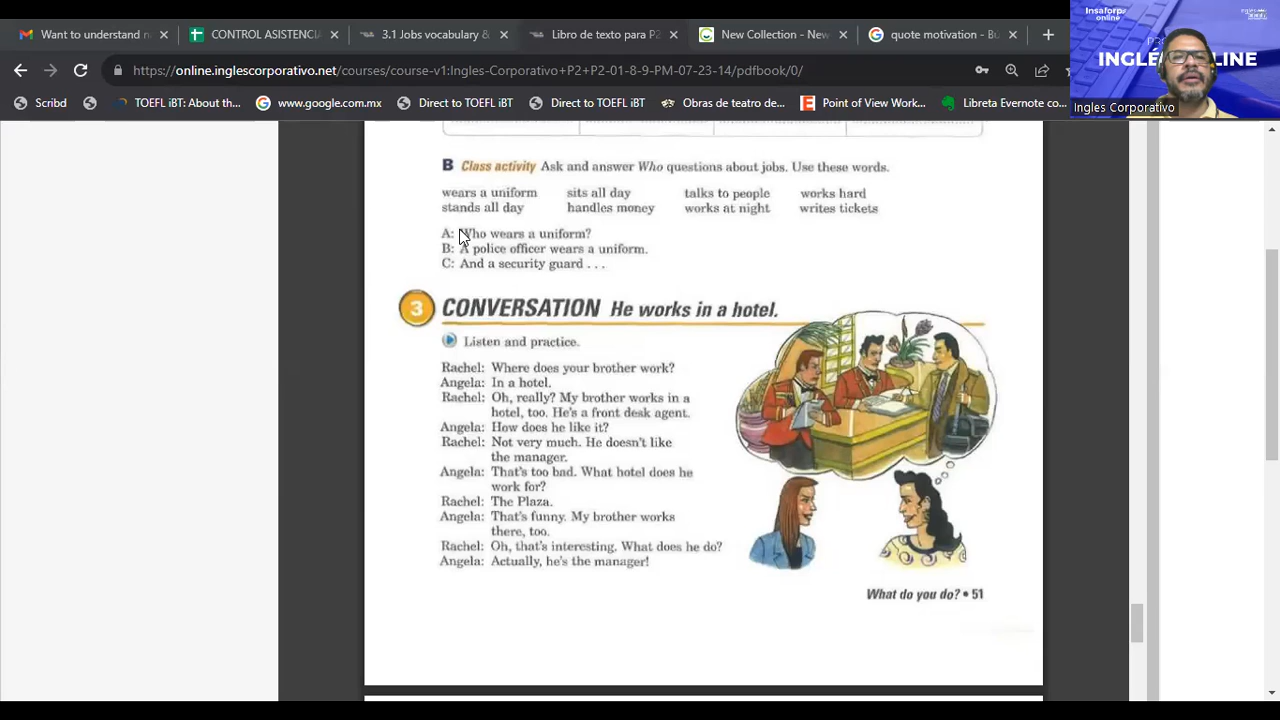 Want to understand n
CONTROL ASISTENCIA
3.1 Jobs vocabulary &
Libro de texto para P2
New Collection - New
quote motivation - Bú
https://online.inglescorporativo.net/courses/course-v1:Ingles-Corporativo+P2+P2-01-8-9-PM-07-23-14/pdfbook/0/
Scribd
TOEFL iBT: About th...
www.google.com.mx
Direct to TOEFL iBT
Direct to TOEFL iBT
Obras de teatro de...
Point of View Work...
Libreta Evernote co...
Insaforp
online
INGLÉS ONLINE
Ingles Corporativo
B Class activity Ask and answer Who questions about jobs. Use these words.
wears a uniform sits all day talks to people works hard
stands all day handles money works at night writes tickets
A: Who wears a uniform?
B: A police officer wears a uniform.
C: And a security guard . . .
3 CONVERSATION He works in a hotel.
Listen and practice.
Rachel: Where does your brother work?
Angela: In a hotel.
Rachel: Oh, really? My brother works in a
hotel, too. He's a front desk agent.
Angela: How does he like it?
Rachel: Not very much. He doesn't like
the manager.
Angela: That's too bad. What hotel does he
work for?
Rachel: The Plaza.
Angela: That's funny. My brother works
there, too.
Rachel: Oh, that's interesting. What does he do?
Angela: Actually, he's the manager!
What do you do? • 51